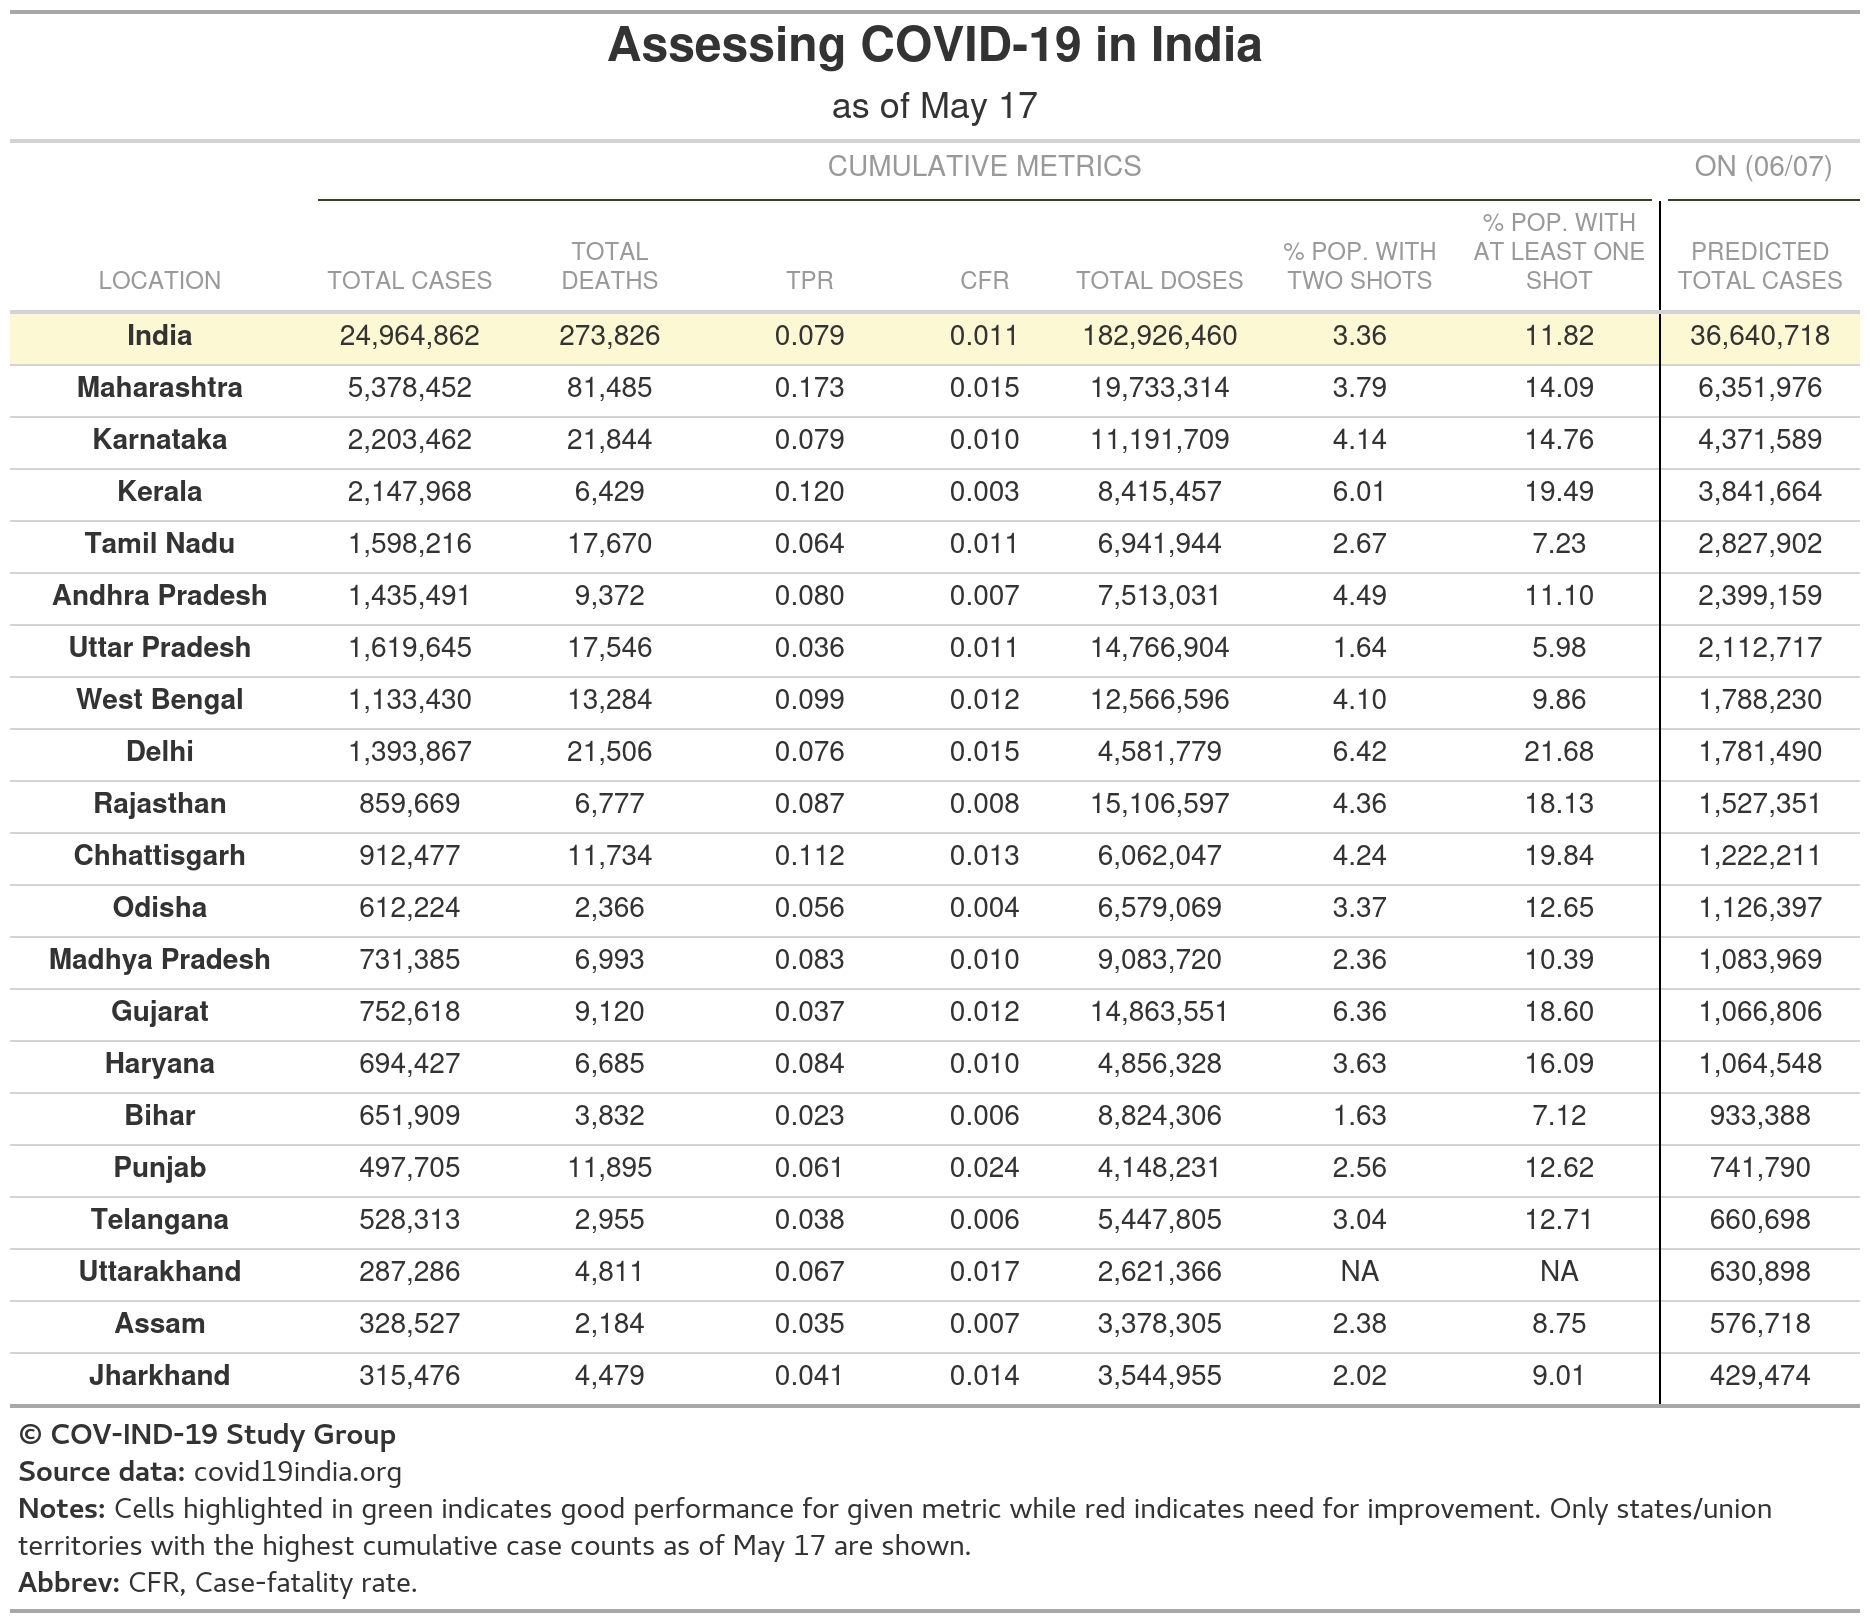 Assessing COVID-19 in India
as of May 17
CUMULATIVE METRICS ON (06/07)
LOCATION TOTAL CASES TOTAL DEATHS TPR CFR TOTAL DOSES % POP. WITH TWO SHOTS % POP. WITH AT LEAST ONE SHOT PREDICTED TOTAL CASES
India 24,964,862 273,826 0.079 0.011 182,926,460 3.36 11.82 36,640,718
Maharashtra 5,378,452 81,485 0.173 0.015 19,733,314 3.79 14.09 6,351,976
Karnataka 2,203,462 21,844 0.079 0.010 11,191,709 4.14 14.76 4,371,589
Kerala 2,147,968 6,429 0.120 0.003 8,415,457 6.01 19.49 3,841,664
Tamil Nadu 1,598,216 17,670 0.064 0.011 6,941,944 2.67 7.23 2,827,902
Andhra Pradesh 1,435,491 9,372 0.080 0.007 7,513,031 4.49 11.10 2,399,159
Uttar Pradesh 1,619,645 17,546 0.036 0.011 14,766,904 1.64 5.98 2,112,717
West Bengal 1,133,430 13,284 0.099 0.012 12,566,596 4.10 9.86 1,788,230
Delhi 1,393,867 21,506 0.076 0.015 4,581,779 6.42 21.68 1,781,490
Rajasthan 859,669 6,777 0.087 0.008 15,106,597 4.36 18.13 1,527,351
Chhattisgarh 912,477 11,734 0.112 0.013 6,062,047 4.24 19.84 1,222,211
Odisha 612,224 2,366 0.056 0.004 6,579,069 3.37 12.65 1,126,397
Madhya Pradesh 731,385 6,993 0.083 0.010 9,083,720 2.36 10.39 1,083,969
Gujarat 752,618 9,120 0.037 0.012 14,863,551 6.36 18.60 1,066,806
Haryana 694,427 6,685 0.084 0.010 4,856,328 3.63 16.09 1,064,548
Bihar 651,909 3,832 0.023 0.006 8,824,306 1.63 7.12 933,388
Punjab 497,705 11,895 0.061 0.024 4,148,231 2.56 12.62 741,790
Telangana 528,313 2,955 0.038 0.006 5,447,805 3.04 12.71 660,698
Uttarakhand 287,286 4,811 0.067 0.017 2,621,366 NA NA 630,898
Assam 328,527 2,184 0.035 0.007 3,378,305 2.38 8.75 576,718
Jharkhand 315,476 4,479 0.041 0.014 3,544,955 2.02 9.01 429,474
© COV-IND-19 Study Group
Source data: covid19india.org
Notes: Cells highlighted in green indicates good performance for given metric while red indicates need for improvement. Only states/union
territories with the highest cumulative case counts as of May 17 are shown.
Abbrev: CFR, Case-fatality rate.